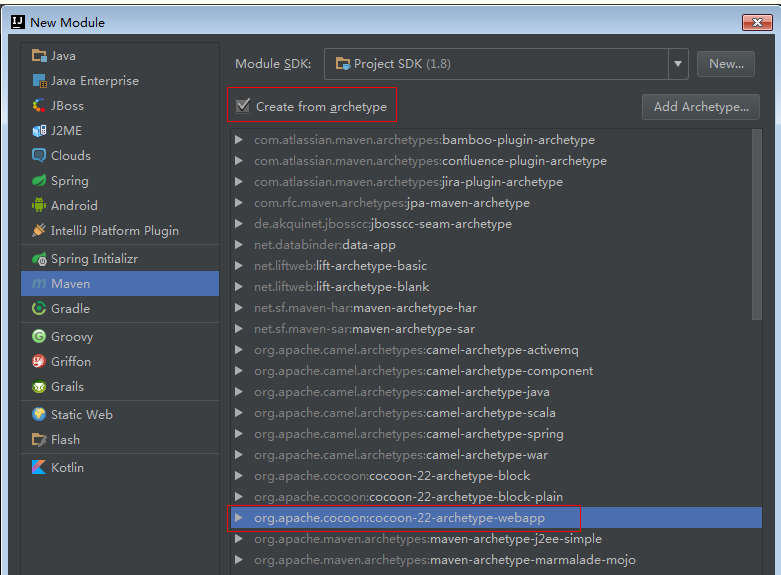 New Module
Java
Java Enterprise
JBoss
J2ME
Clouds
Spring
Android
IntelliJ Platform Plugin
Spring Initializr
Maven
Gradle
Groovy
Griffon
Grails
Static Web
Flash
Kotlin
Module SDK: Project SDK (1.8) New...
Create from archetype Add Archetype...
com.atlassian.maven.archetypes:bamboo-plugin-archetype
com.atlassian.maven.archetypes:confluence-plugin-archetype
com.atlassian.maven.archetypes:jira-plugin-archetype
com.rfc.maven.archetypes:jpa-maven-archetype
de.akquinet.jbosscc:jbosscc-seam-archetype
net.databinder:data-app
net.liftweb:lift-archetype-basic
net.liftweb:lift-archetype-blank
net.sf.maven-har:maven-archetype-har
net.sf.maven-sar:maven-archetype-sar
org.apache.camel.archetypes:camel-archetype-activemq
org.apache.camel.archetypes:camel-archetype-component
org.apache.camel.archetypes:camel-archetype-java
org.apache.camel.archetypes:camel-archetype-scala
org.apache.camel.archetypes:camel-archetype-spring
org.apache.camel.archetypes:camel-archetype-war
org.apache.cocoon:cocoon-22-archetype-block
org.apache.cocoon:cocoon-22-archetype-block-plain
org.apache.cocoon:cocoon-22-archetype-webapp
org.apache.maven.archetypes:maven-archetype-j2ee-simple
org.apache.maven.archetypes:maven-archetype-marmalade-mojo